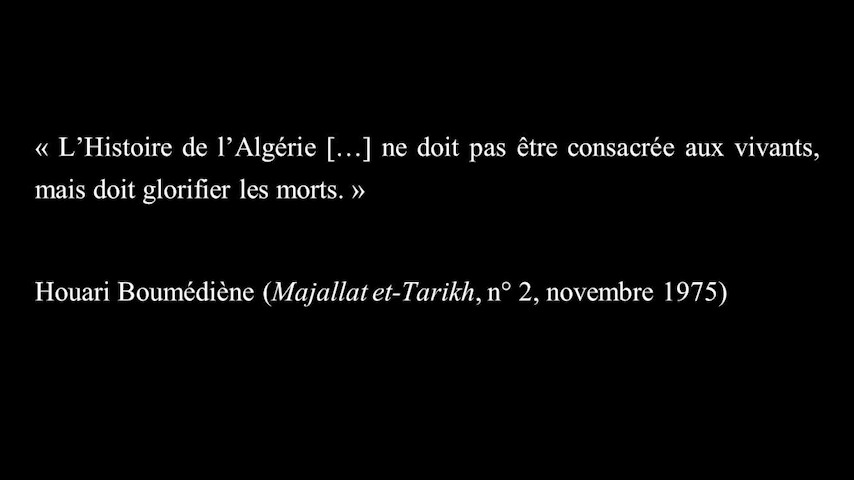 « L’Histoire de l’Algérie […] ne doit pas être consacrée aux vivants,
mais doit glorifier les morts. »
Houari Boumédiène (Majallat et-Tarikh, n° 2, novembre 1975)